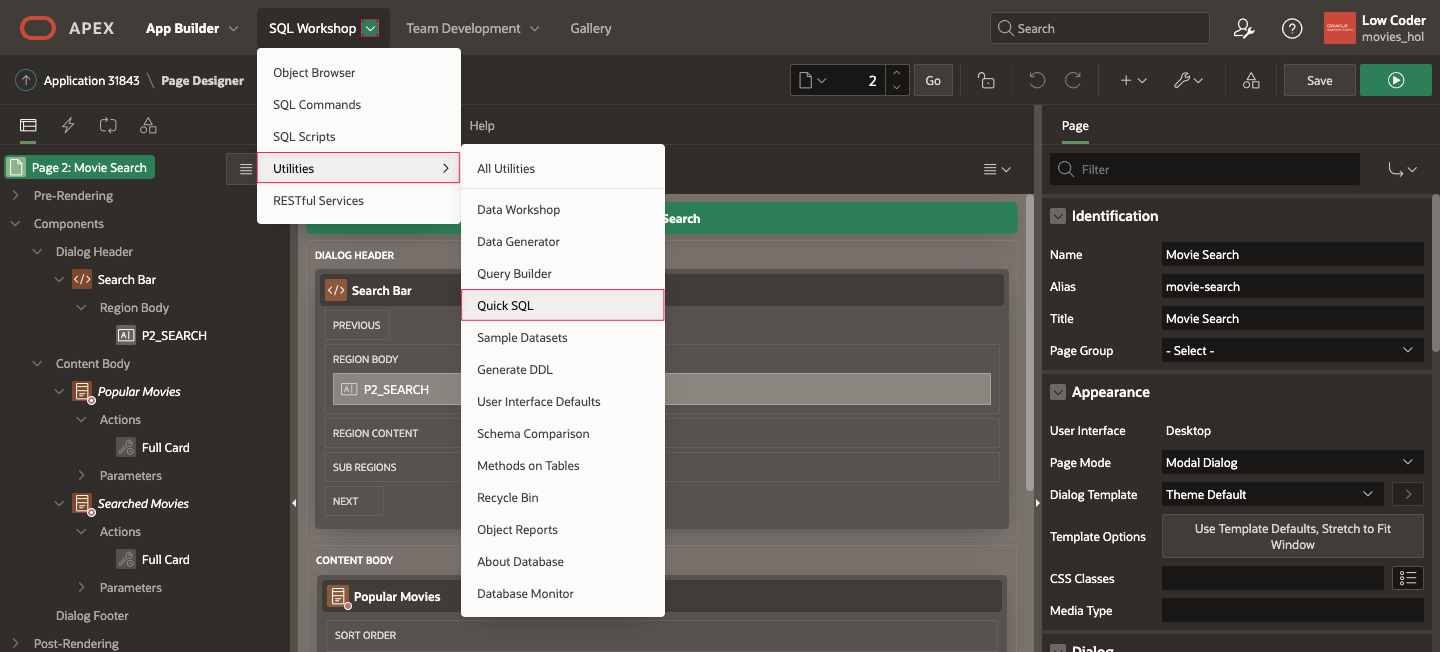 APEX
App Builder
SQL Workshop
Team Development
Gallery
Search
Low Coder
movies_hol
Application 31843 \ Page Designer
2
Go
Save
Object Browser
SQL Commands
SQL Scripts
Utilities
RESTful Services
Help
All Utilities
Data Workshop
Data Generator
Query Builder
Quick SQL
Sample Datasets
Generate DDL
User Interface Defaults
Schema Comparison
Methods on Tables
Recycle Bin
Object Reports
About Database
Database Monitor
Page 2: Movie Search
Pre-Rendering
Components
Dialog Header
Search Bar
Region Body
P2_SEARCH
Content Body
Popular Movies
Actions
Full Card
Parameters
Searched Movies
Actions
Full Card
Parameters
Dialog Footer
Post-Rendering
Search
DIALOG HEADER
Search Bar
PREVIOUS
REGION BODY
P2_SEARCH
REGION CONTENT
SUB REGIONS
NEXT
CONTENT BODY
Popular Movies
SORT ORDER
Page
Filter
Identification
Name Movie Search
Alias movie-search
Title Movie Search
Page Group - Select -
Appearance
User Interface Desktop
Page Mode Modal Dialog
Dialog Template Theme Default
Template Options Use Template Defaults, Stretch to Fit
Window
CSS Classes
Media Type
Dialog